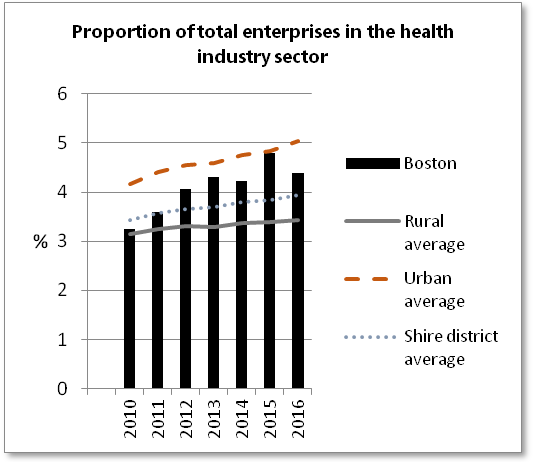 Proportion of total enterprises in the health
industry sector
6
5
4
3
2
1
0
%
2010
2011
2012
2013
2014
2015
2016
Boston
Rural
average
Urban
average
Shire district
average